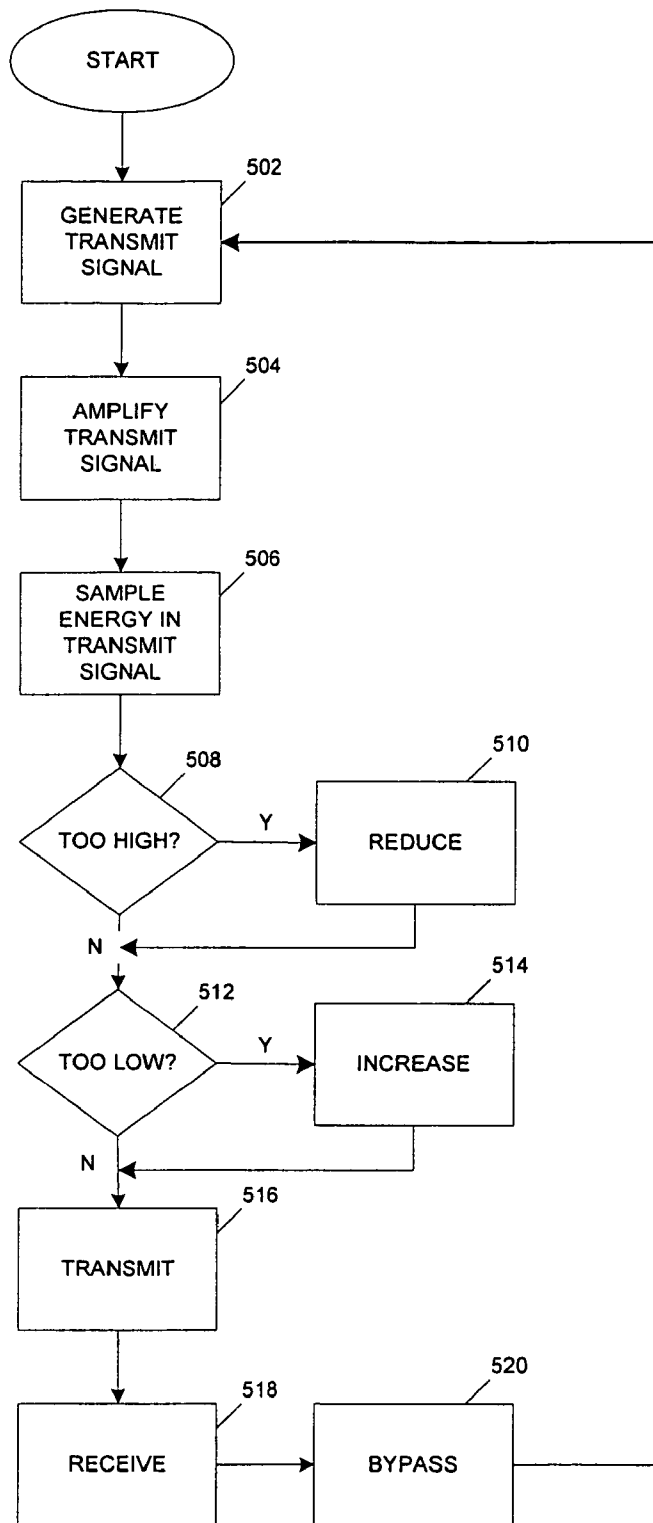 START
502
GENERATE
TRANSMIT
SIGNAL
504
AMPLIFY
TRANSMIT
SIGNAL
506
SAMPLE
ENERGY IN
TRANSMIT
SIGNAL
508
TOO HIGH?
Y
510
REDUCE
N
512
TOO LOW?
Y
514
INCREASE
N
516
TRANSMIT
518
RECEIVE
520
BYPASS